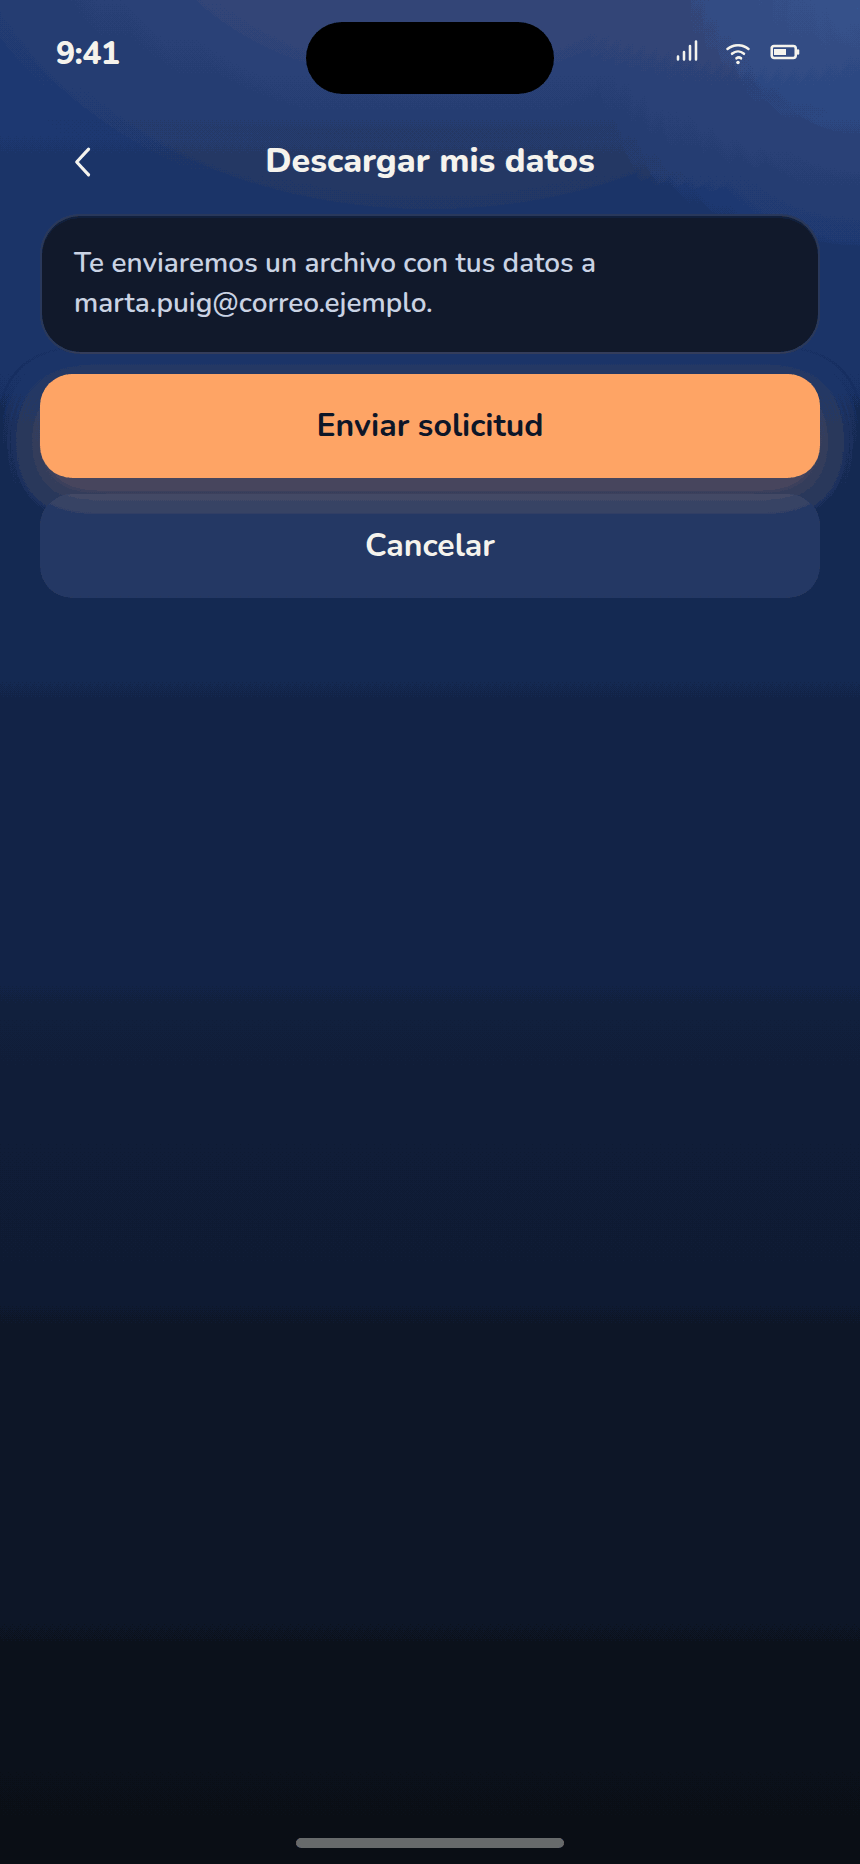 9:41
Descargar mis datos
Te enviaremos un archivo con tus datos a
marta.puig@correo.ejemplo.
Enviar solicitud
Cancelar